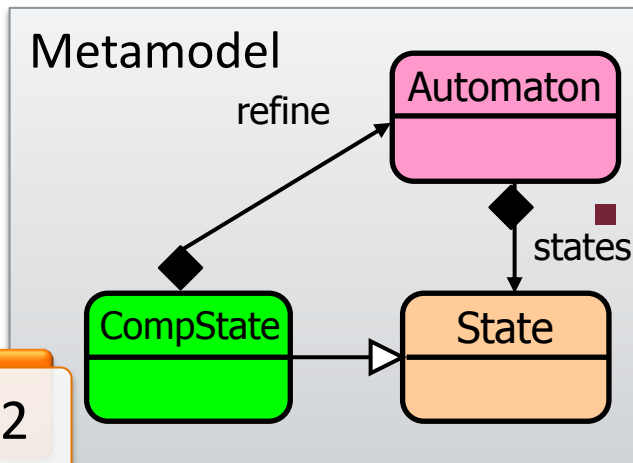 Metamodel
Automaton
refine
states
CompState
State
2